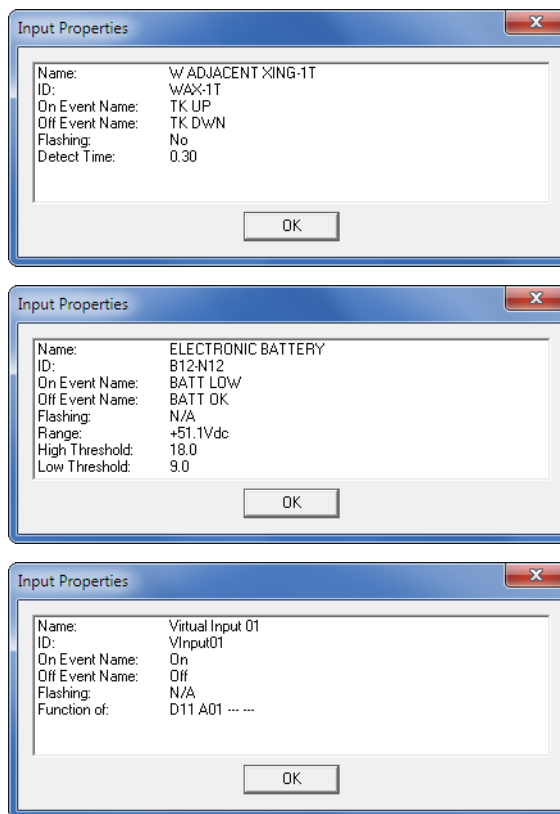 Input Properties
Name: W ADJACENT XING-1T
ID: WAX-1T
On Event Name: TK UP
Off Event Name: TK DWN
Flashing: No
Detect Time: 0.30
OK
Input Properties
Name: ELECTRONIC BATTERY
ID: B12-N12
On Event Name: BATT LOW
Off Event Name: BATT OK
Flashing: N/A
Range: +51.1Vdc
High Threshold: 18.0
Low Threshold: 9.0
OK
Input Properties
Name: Virtual Input 01
ID: VInput01
On Event Name: On
Off Event Name: Off
Flashing: N/A
Function of: D11 A01 --- ---
OK